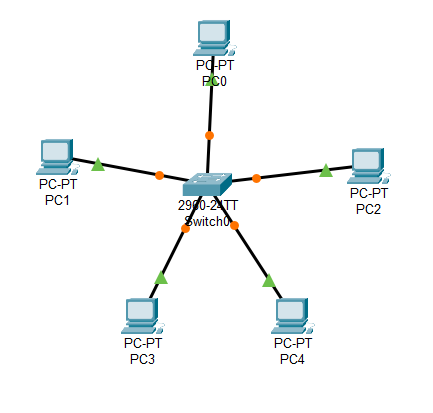 PC-PT
PC0
PC-PT
PC1
PC-PT
PC2
2960-24TT
Switch0
PC-PT
PC3
PC-PT
PC4